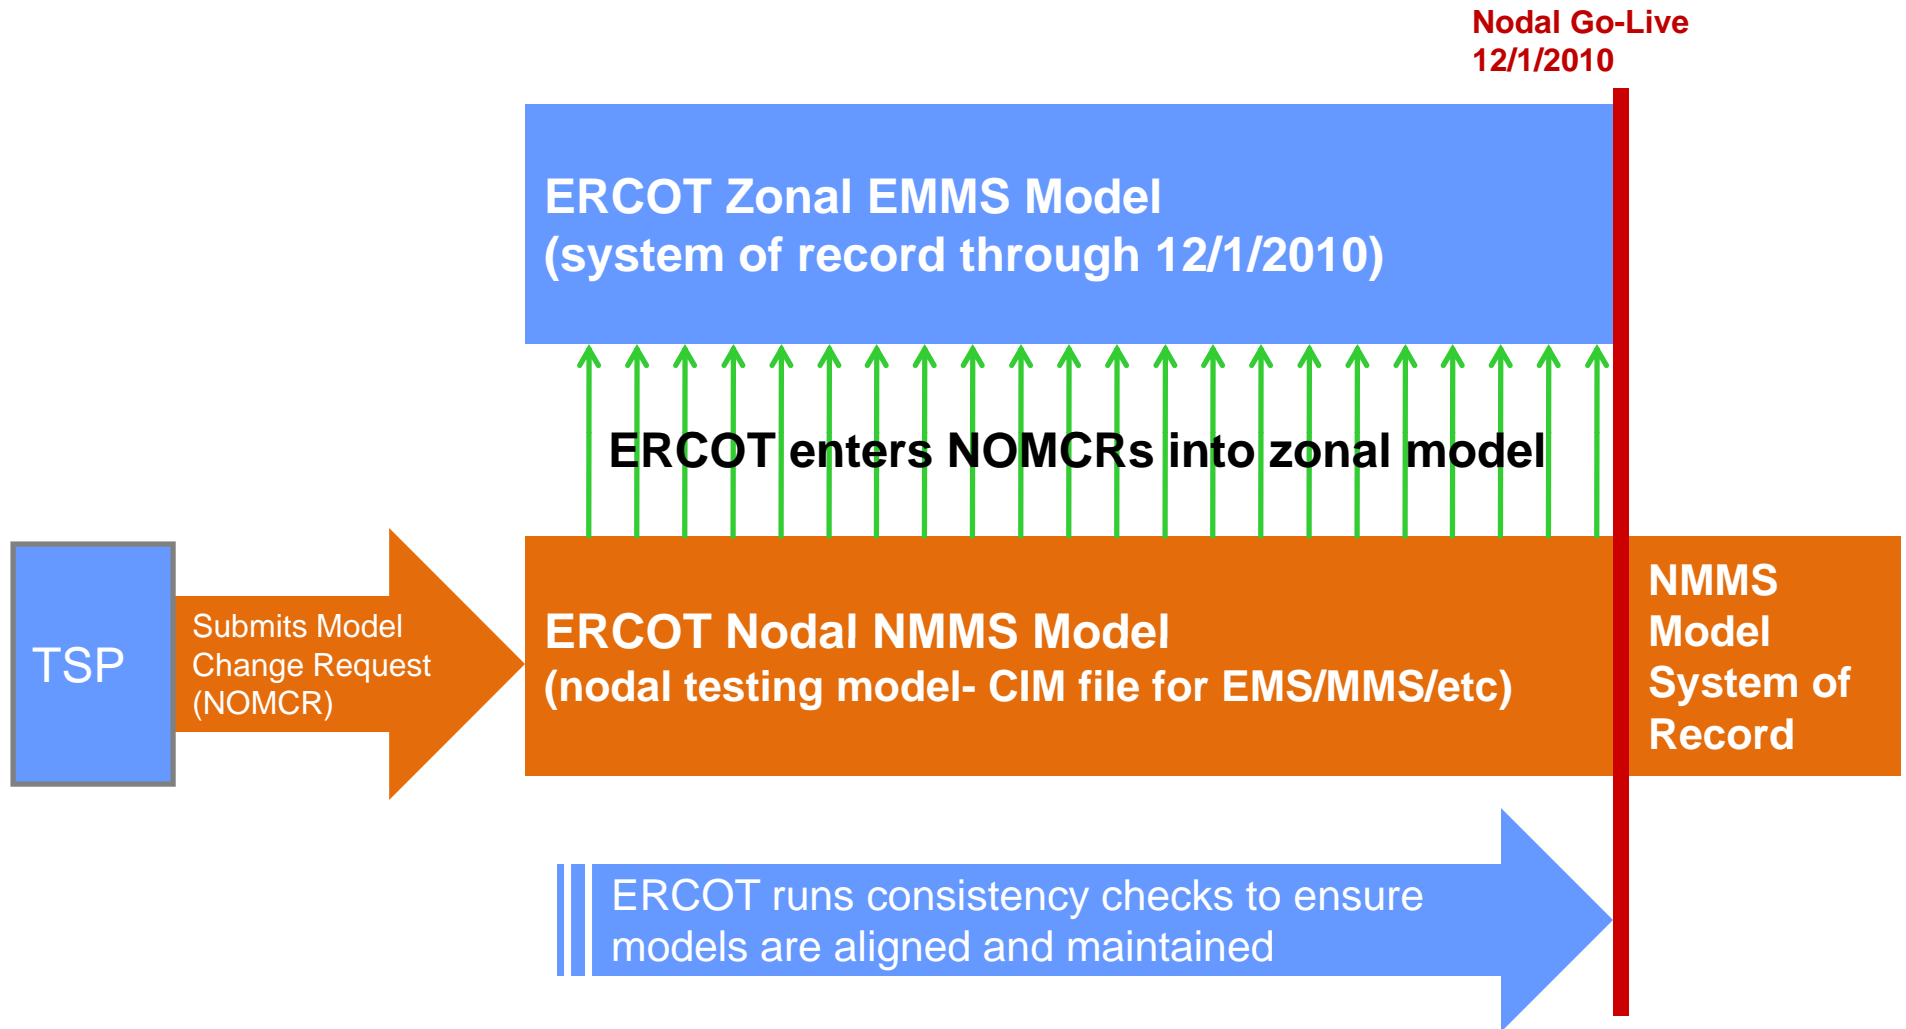 Nodal Go-Live
12/1/2010
ERCOT Zonal EMMS Model
(system of record through 12/1/2010)
ERCOT enters NOMCRs into zonal model
TSP
Submits Model
Change Request
(NOMCR)
ERCOT Nodal NMMS Model
(nodal testing model- CIM file for EMS/MMS/etc)
NMMS
Model
System of
Record
ERCOT runs consistency checks to ensure
models are aligned and maintained